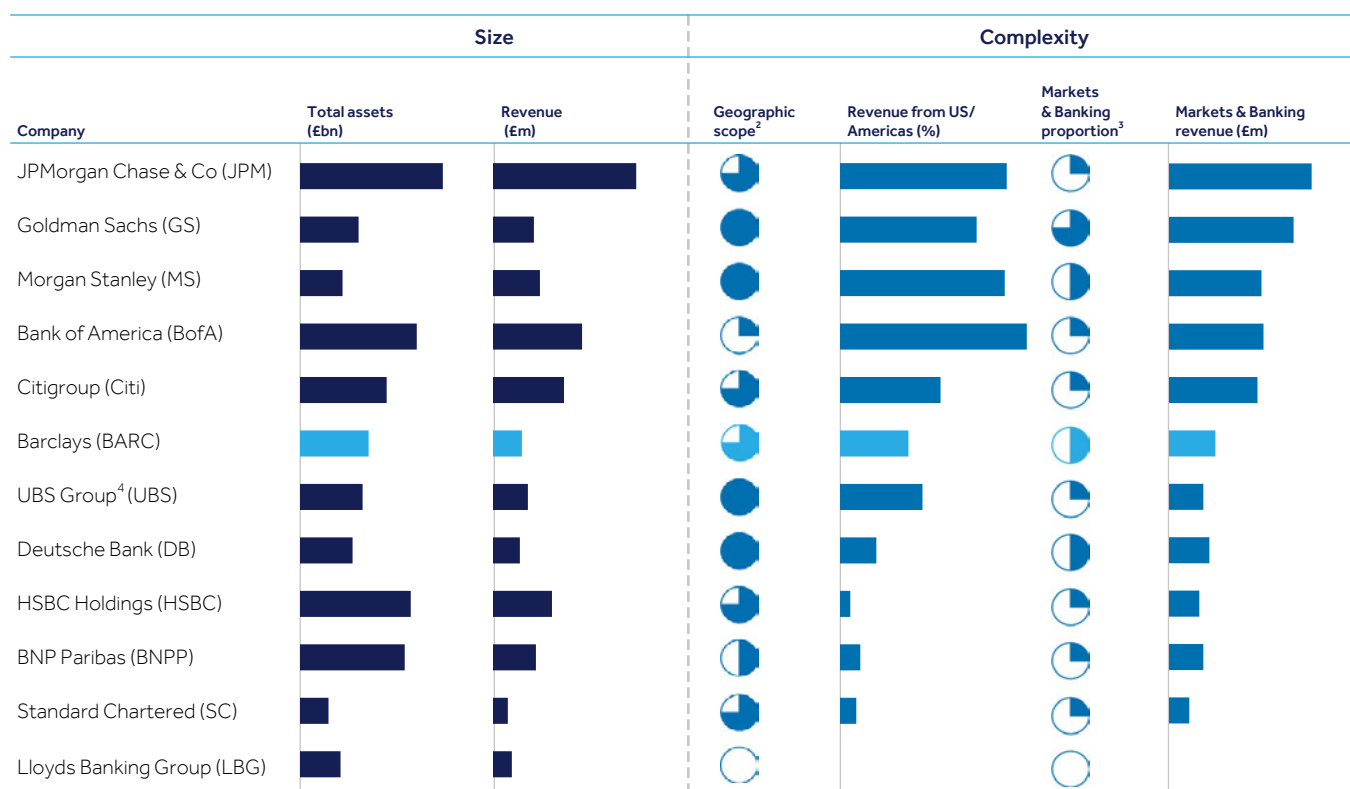 Size
Complexity
Company
Total assets
(£bn)
Revenue
(£m)
Geographic
scope2
Revenue from US/
Americas (%)
Markets
& Banking
proportion3
Markets & Banking
revenue (£m)
JPMorgan Chase & Co (JPM)
Goldman Sachs (GS)
Morgan Stanley (MS)
Bank of America (BofA)
Citigroup (Citi)
Barclays (BARC)
UBS Group4 (UBS)
Deutsche Bank (DB)
HSBC Holdings (HSBC)
BNP Paribas (BNPP)
Standard Chartered (SC)
Lloyds Banking Group (LBG)